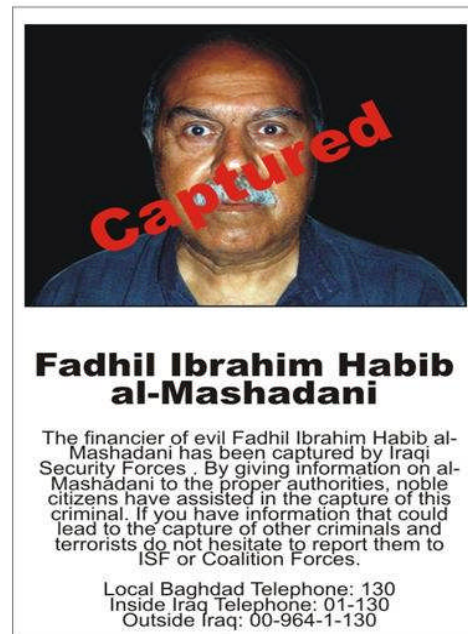 Captured
Fadhil Ibrahim Habib
al-Mashadani
The financier of evil Fadhil Ibrahim Habib al-
Mashadani has been captured by Iraqi
Security Forces . By giving information on al-
Mashadani to the proper authorities, noble
citizens have assisted in the capture of this
criminal. If you have information that could
lead to the capture of other criminals and
terrorists do not hesitate to report them to
ISF or Coalition Forces.
Local Baghdad Telephone: 130
Inside Iraq Telephone: 01-130
Outside Iraq: 00-964-1-130